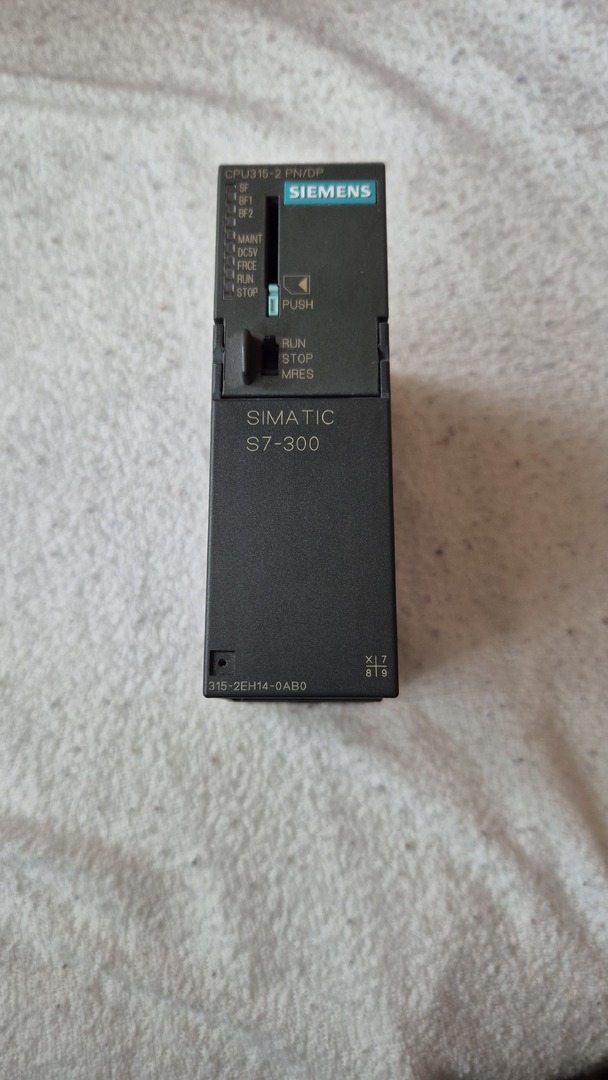 CPU315-2 PN/DP
SIEMENS
SF
BF1
BF2
MAINT
DC5V
FRCE
RUN
STOP
PUSH
RUN
STOP
MRES
SIMATIC
S7-300
X 7
8 9
315-2EH14-0AB0